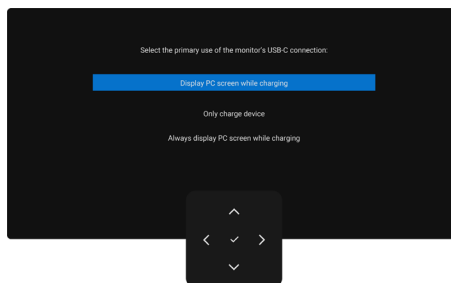 Select the primary use of the monitor's USB-C connection:
Display PC screen while charging
Only charge device
Always display PC screen while charging